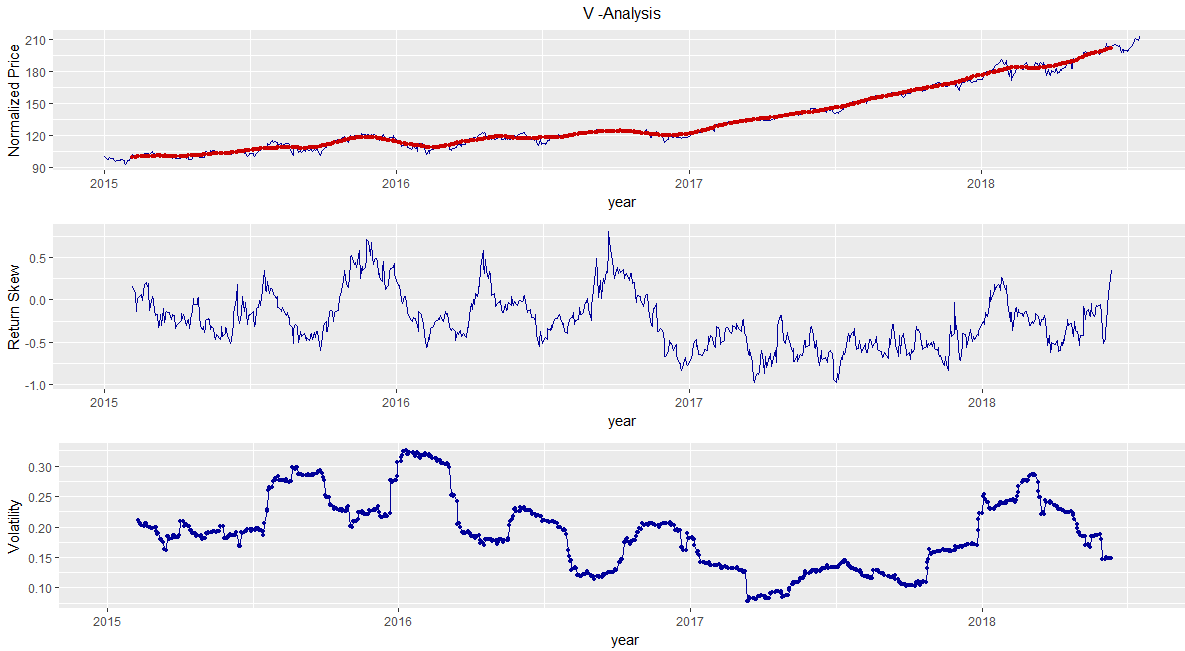 V -Analysis
Normalized Price
210
180
150
120
90
2015 2016 2017 2018
year
Return Skew
0.5
0.0
-0.5
-1.0
2015 2016 2017 2018
year
Volatility
0.30
0.25
0.20
0.15
0.10
2015 2016 2017 2018
year